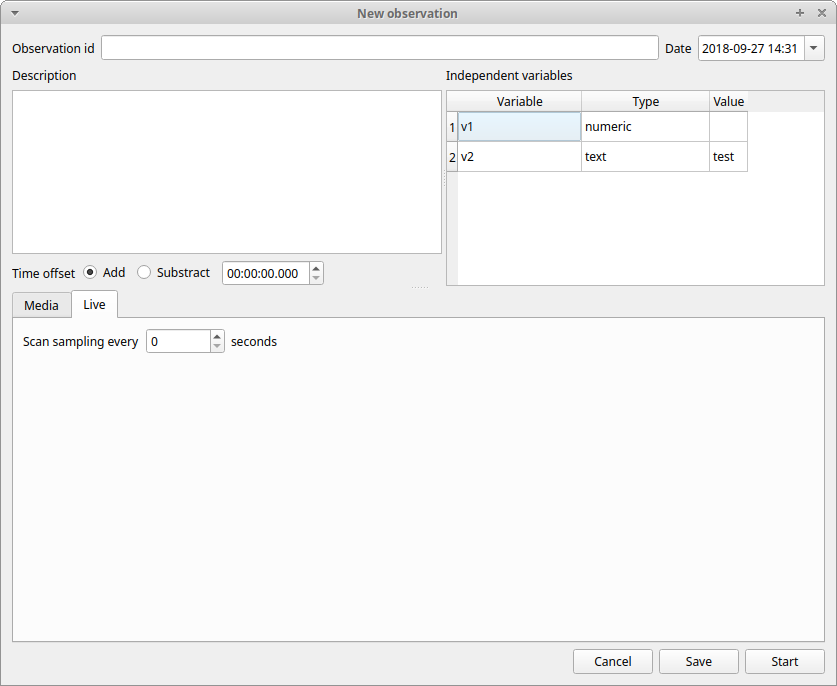 New observation
Observation id Date 2018-09-27 14:31
Description Independent variables
Variable Type Value
1 v1 numeric
2 v2 text test
Time offset Add Substract 00:00:00.000
Media Live
Scan sampling every 0 seconds
Cancel Save Start